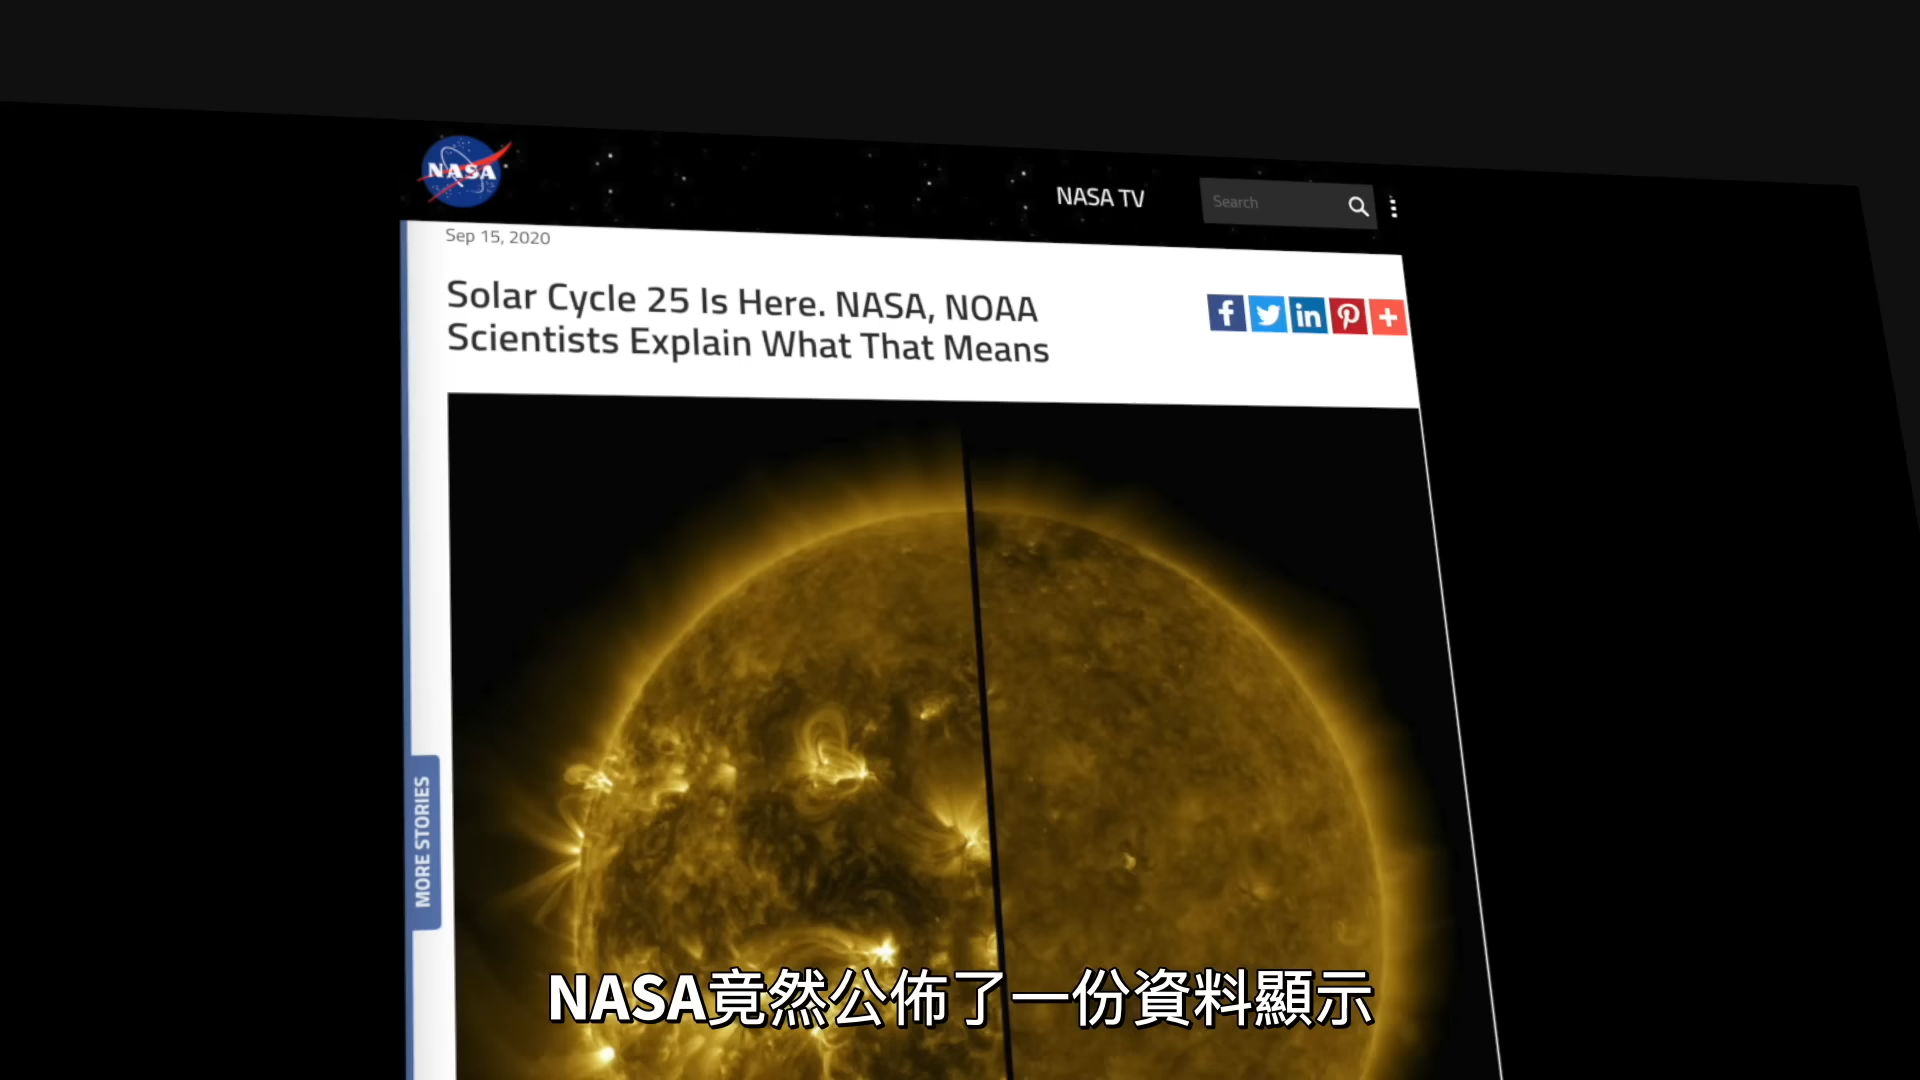 NASA
NASA TV
Search
Sep 15, 2020
Solar Cycle 25 Is Here. NASA, NOAA
Scientists Explain What That Means
MORE STORIES
NASA竟然公佈了一份資料顯示